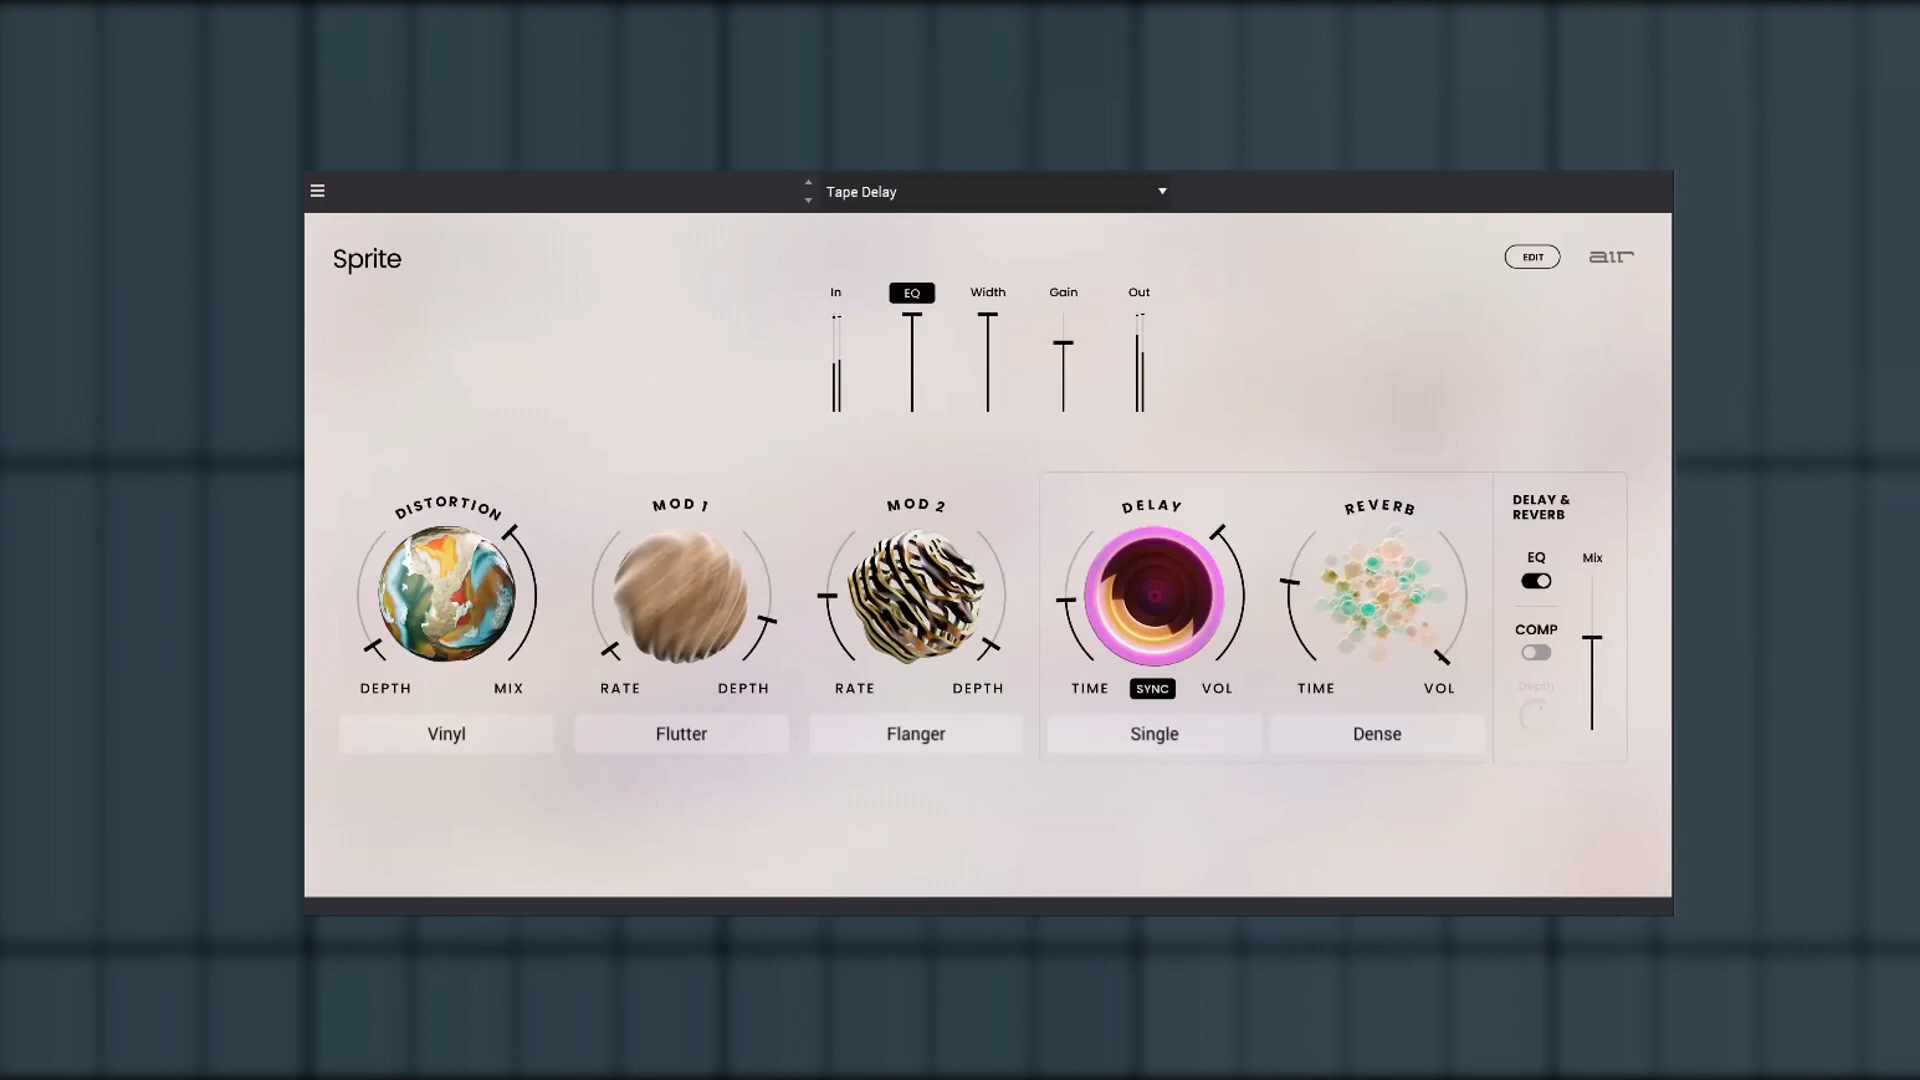 Tape Delay
Sprite
EDIT
air
In
EQ
Width
Gain
Out
DISTORTION
MOD 1
MOD 2
DELAY
REVERB
DELAY &
REVERB
EQ
Mix
COMP
Depth
DEPTH
MIX
RATE
DEPTH
RATE
DEPTH
TIME
SYNC
VOL
TIME
VOL
Vinyl
Flutter
Flanger
Single
Dense